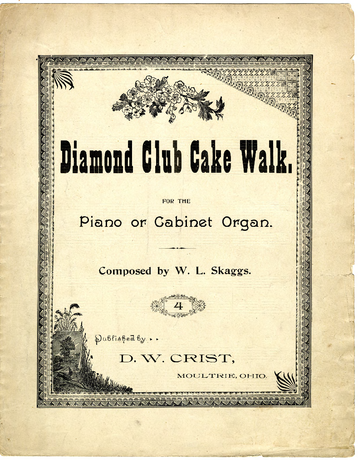 Diamond Club Cake Walk.
FOR THE
Piano or Cabinet Organ.
Composed by W. L. Skaggs.
4
Published by . .
D. W. CRIST,
MOULTRIE, OHIO.